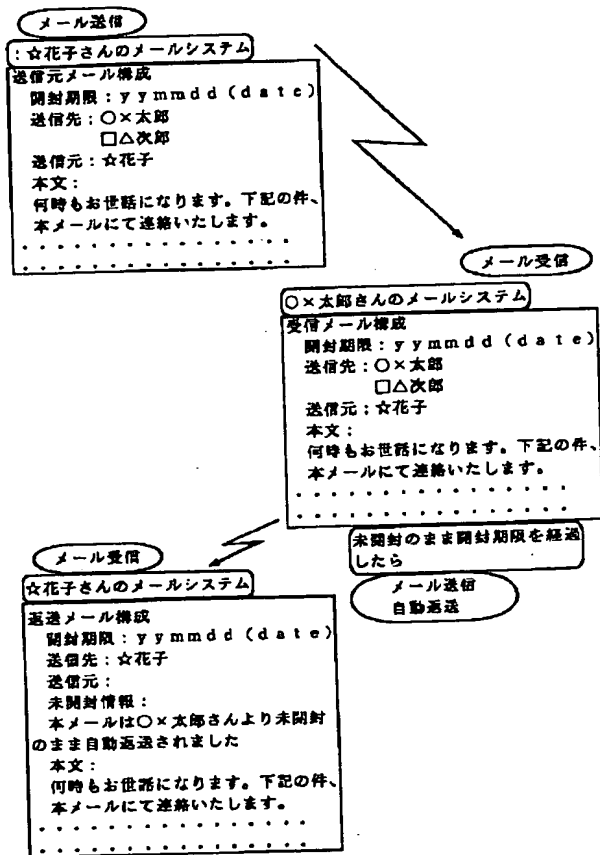 メール送信
:☆花子さんのメールシステム
送信元メール構成
開封期限:yymmdd(date)
送信先:○×太郎
□△次郎
送信元:☆花子
本文:
何時もお世話になります。下記の件、
本メールにて連絡いたします。
・・・・・・・・・・・・・・・・
・・・・・・・・・・・・・・・・
メール受信
○×太郎さんのメールシステム
受信メール構成
開封期限:yymmdd(date)
送信先:○×太郎
□△次郎
送信元:☆花子
本文:
何時もお世話になります。下記の件、
本メールにて連絡いたします。
・・・・・・・・・・・・・・・・
・・・・・・・・・・・・・・・・
未開封のまま開封期限を経過
したら
メール送信
自動返送
メール受信
☆花子さんのメールシステム
返送メール構成
開封期限:yymmdd(date)
送信先:☆花子
送信元:
未開封情報:
本メールは○×太郎さんより未開封
のまま自動返送されました
本文:
何時もお世話になります。下記の件、
本メールにて連絡いたします。
・・・・・・・・・・・・・・・・
・・・・・・・・・・・・・・・・